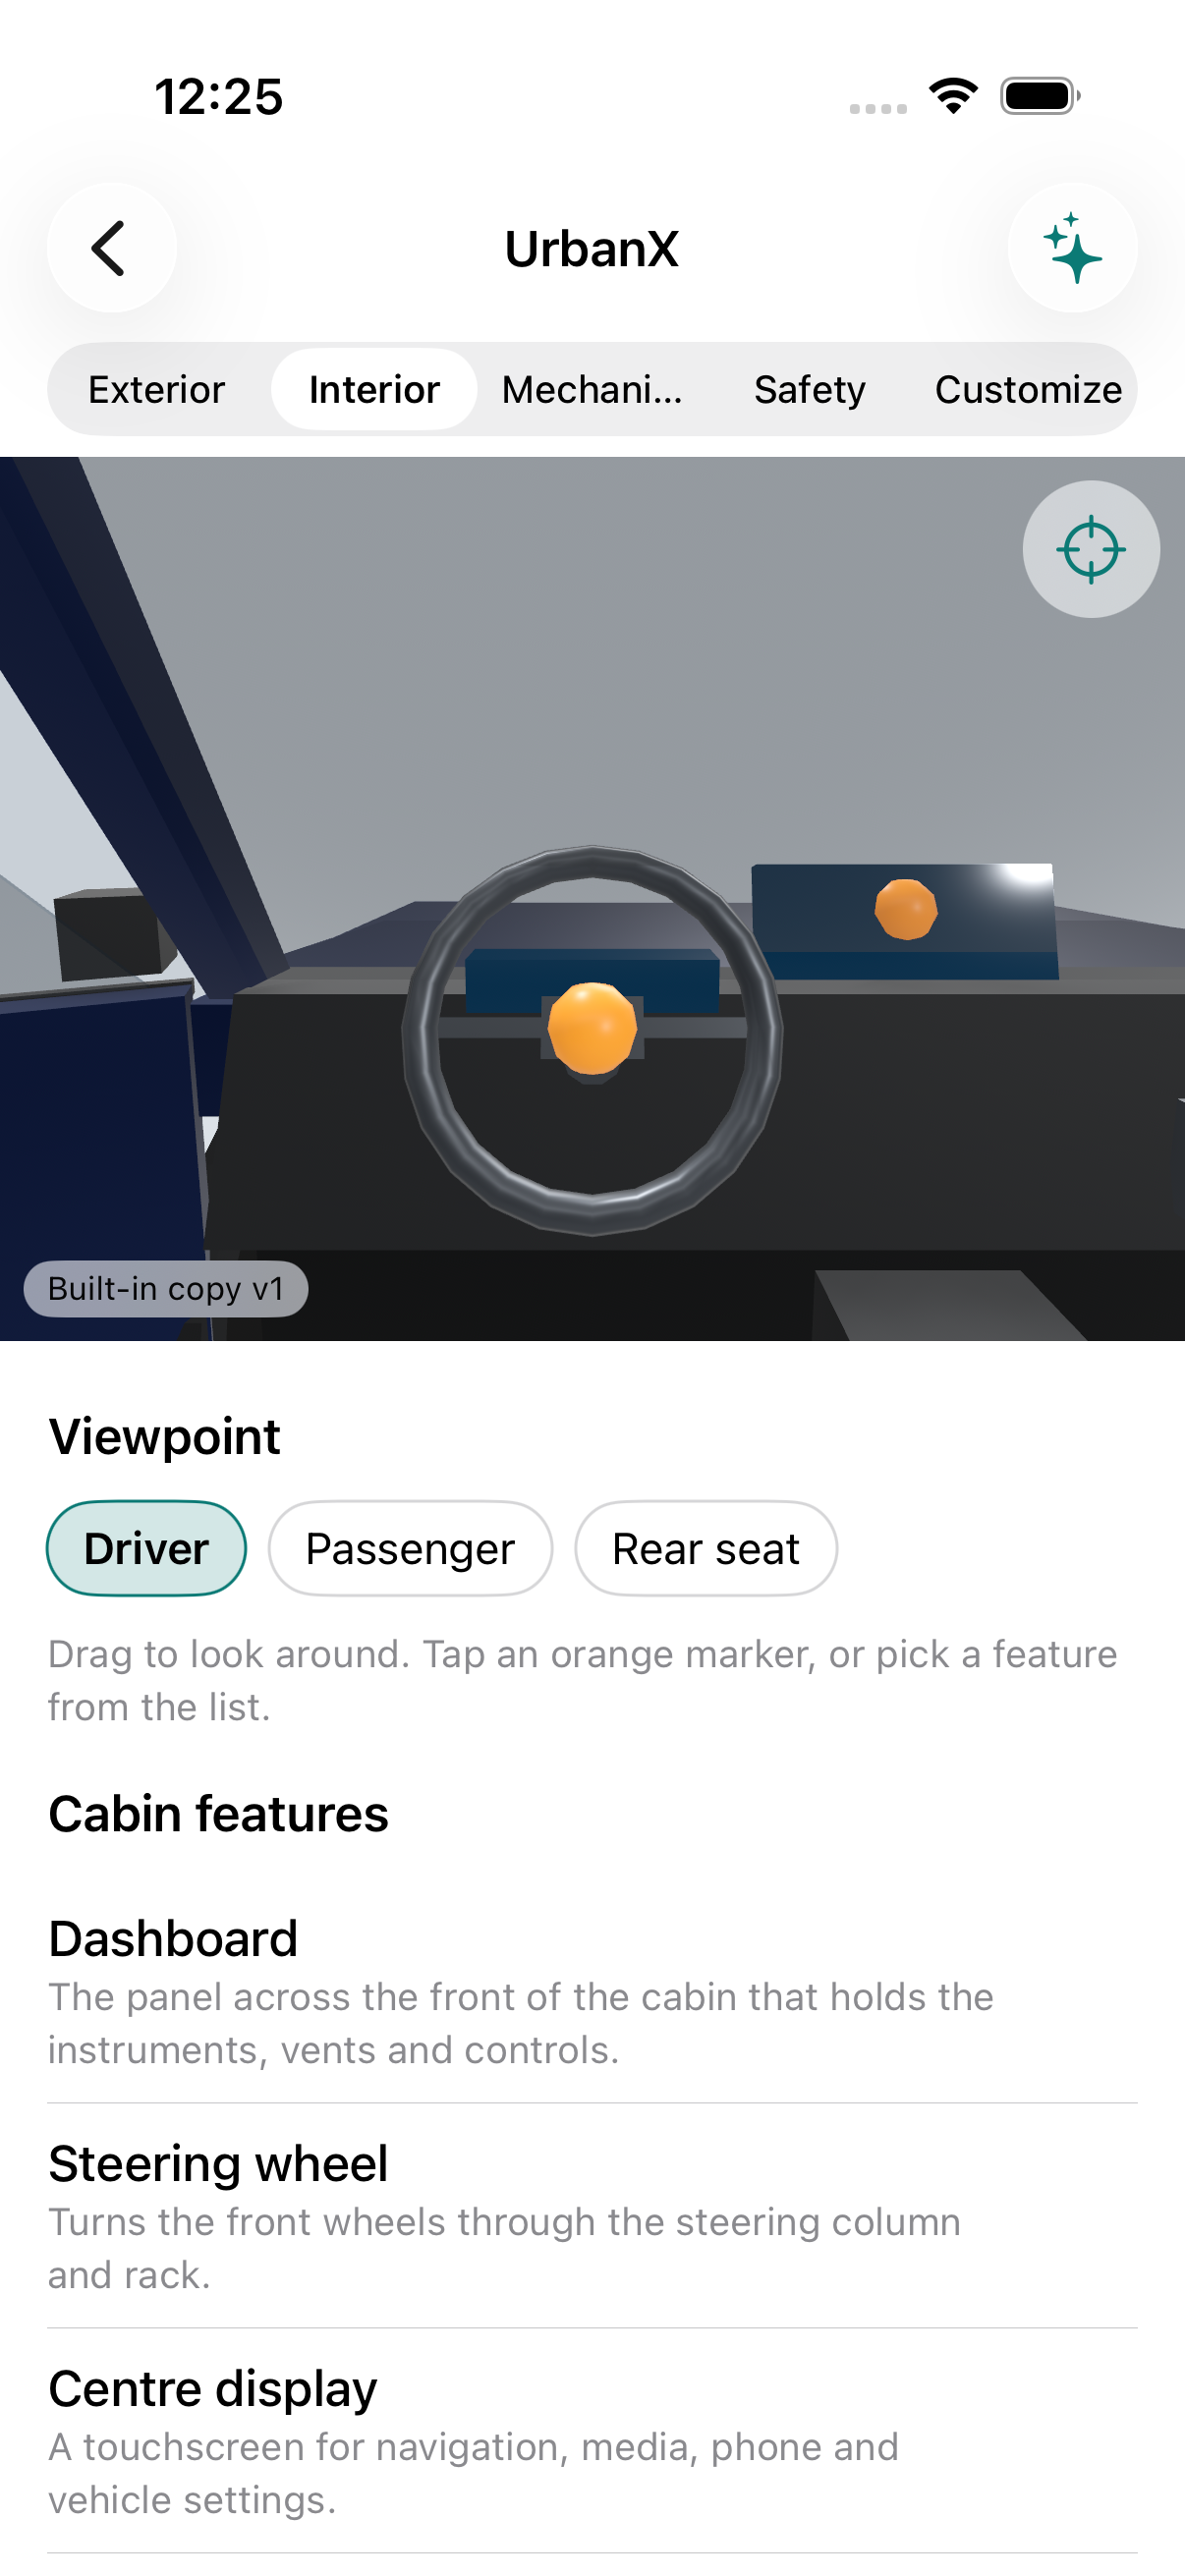 12:25
UrbanX
Exterior
Interior
Mechani...
Safety
Customize
Built-in copy v1
Viewpoint
Driver
Passenger
Rear seat
Drag to look around. Tap an orange marker, or pick a feature
from the list.
Cabin features
Dashboard
The panel across the front of the cabin that holds the
instruments, vents and controls.
Steering wheel
Turns the front wheels through the steering column
and rack.
Centre display
A touchscreen for navigation, media, phone and
vehicle settings.